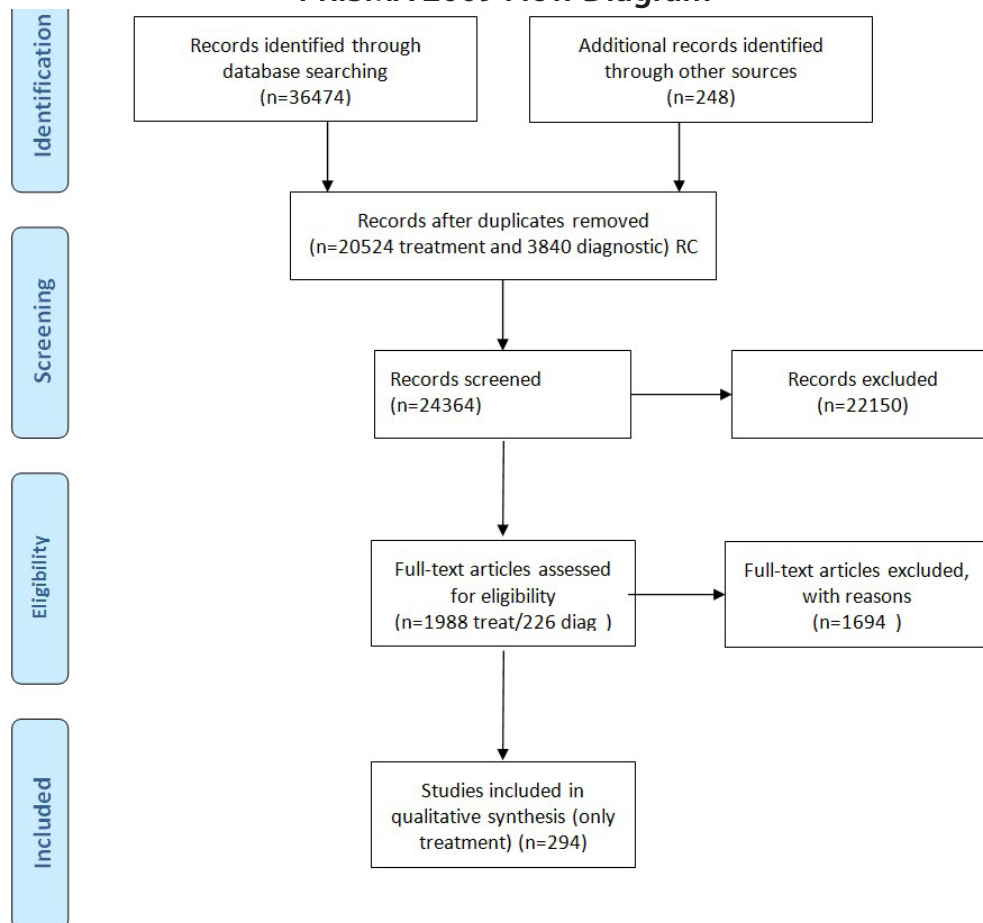 Identification
Records identified through
database searching
(n=36474)
Additional records identified
through other sources
(n=248)
Records after duplicates removed
(n=20524 treatment and 3840 diagnostic) RC
Screening
Records screened
(n=24364)
Records excluded
(n=22150)
Eligibility
Full-text articles assessed
for eligibility
(n=1988 treat/226 diag )
Full-text articles excluded,
with reasons
(n=1694 )
Included
Studies included in
qualitative synthesis (only
treatment) (n=294)